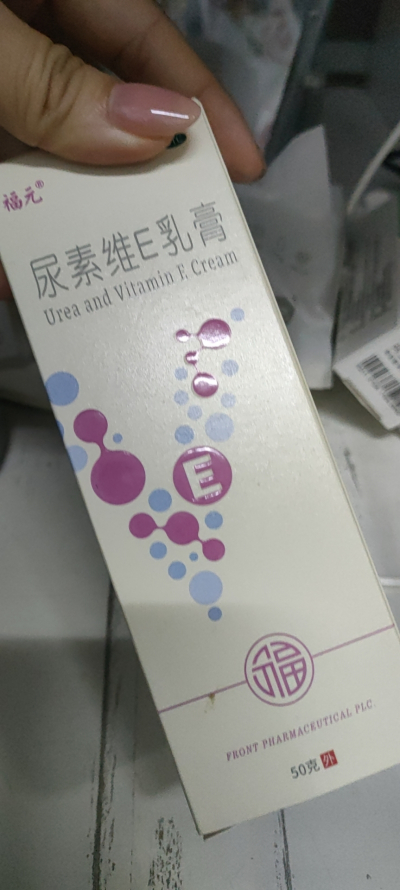 福元®
尿素维E乳膏
Urea and Vitamin E Cream
E
福
FRONT PHARMACEUTICAL PLC.
50克 外